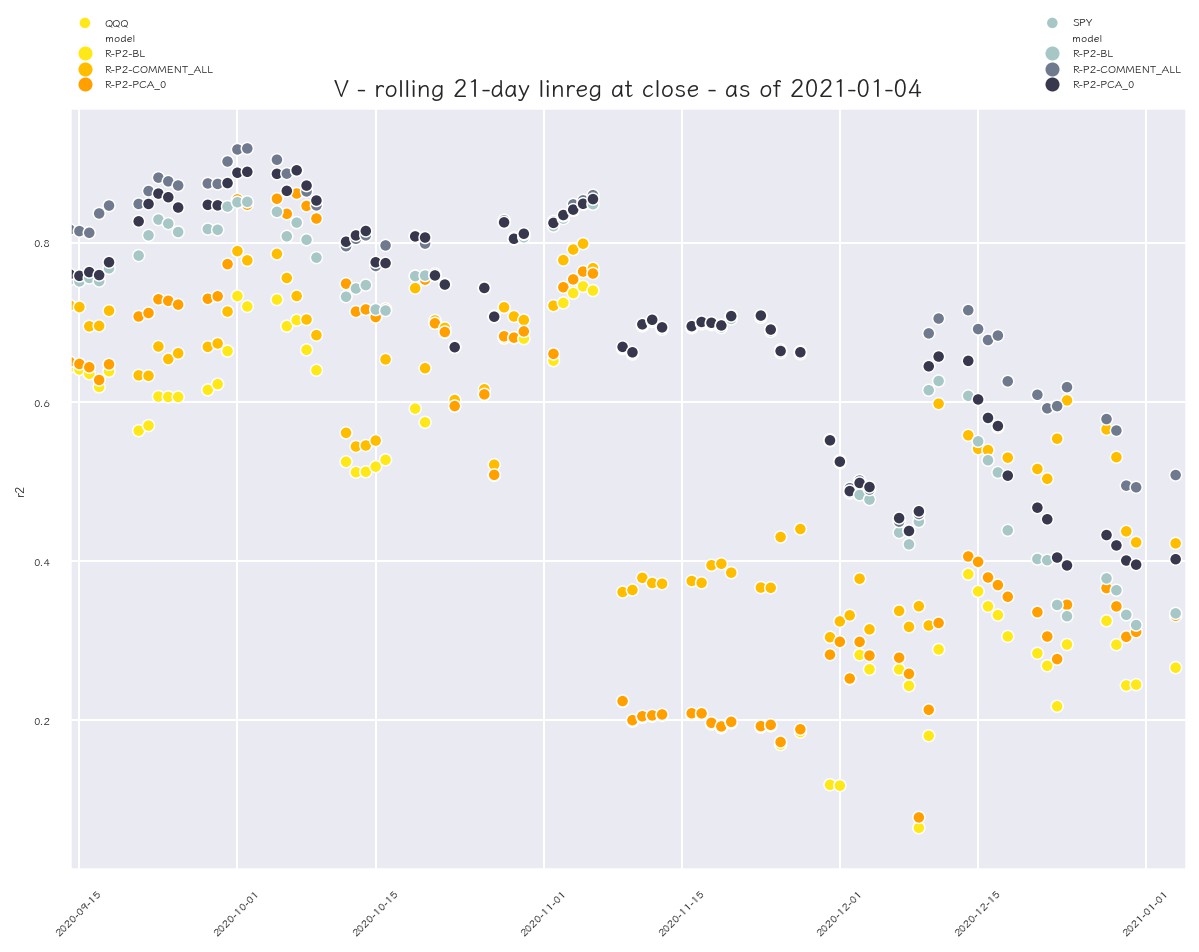 QQQ
model
R-P2-BL
R-P2-COMMENT_ALL
R-P2-PCA_0
SPY
model
R-P2-BL
R-P2-COMMENT_ALL
R-P2-PCA_0
V - rolling 21-day linreg at close - as of 2021-01-04
r2
0.8
0.6
0.4
0.2
2020-09-15
2020-10-01
2020-10-15
2020-11-01
2020-11-15
2020-12-01
2020-12-15
2021-01-01